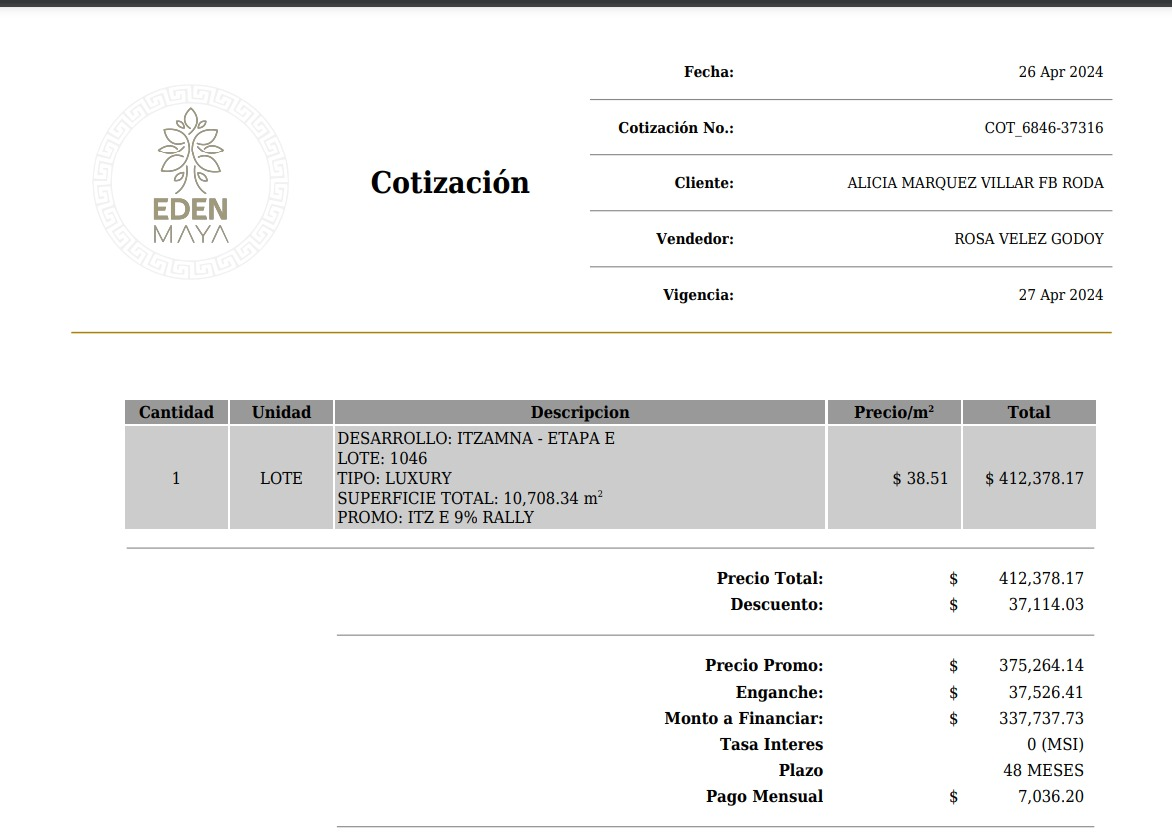 Fecha: 26 Apr 2024
Cotización No.: COT_6846-37316
Cliente: ALICIA MARQUEZ VILLAR FB RODA
Vendedor: ROSA VELEZ GODOY
Vigencia: 27 Apr 2024
EDEN
MAYA
Cotización
Cantidad Unidad Descripcion Precio/m² Total
1 LOTE DESARROLLO: ITZAMNA - ETAPA E
LOTE: 1046
TIPO: LUXURY
SUPERFICIE TOTAL: 10,708.34 m²
PROMO: ITZ E 9% RALLY
$ 38.51 $ 412,378.17
Precio Total: $ 412,378.17
Descuento: $ 37,114.03
Precio Promo: $ 375,264.14
Enganche: $ 37,526.41
Monto a Financiar: $ 337,737.73
Tasa Interes 0 (MSI)
Plazo 48 MESES
Pago Mensual $ 7,036.20